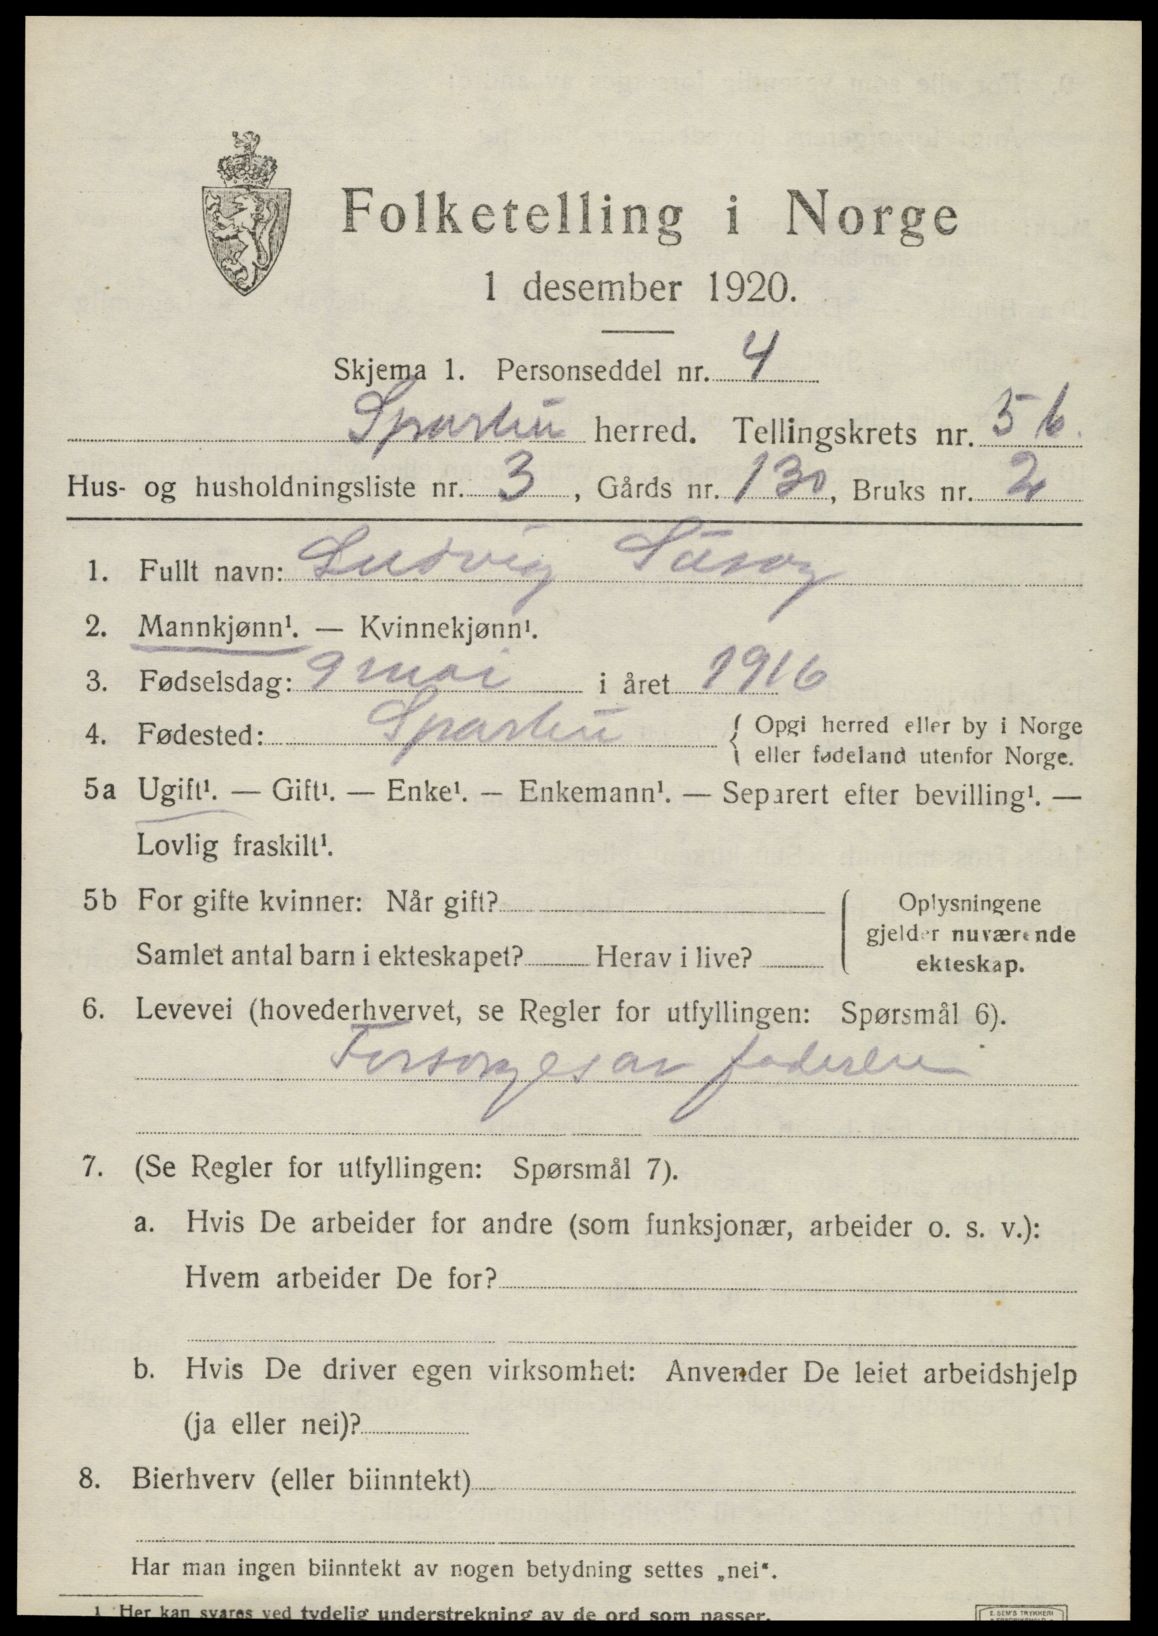 Folketelling i Norge
1 desember 1920.
Skjema 1. Personseddel nr. 4
Sparbu herred. Tellingskrets nr. 5 b.
Hus- og husholdningsliste nr. 3, Gårds nr. 130, Bruks nr. 2
1. Fullt navn: Ludvig
2. Mannkjønn¹. — Kvinnekjønn¹.
3. Fødselsdag: 9 mai i året 1916
4. Fødested: Sparbu { Opgi herred eller by i Norge
eller fødeland utenfor Norge.
5a Ugift¹. — Gift¹. — Enke¹. — Enkemann¹. — Separert efter bevilling¹. —
Lovlig fraskilt¹.
5b For gifte kvinner: Når gift?
Samlet antal barn i ekteskapet? Herav i live?
Oplysningene
gjelder nuværende
ekteskap.
6. Levevei (hovederhvervet, se Regler for utfyllingen: Spørsmål 6).
Forsørges av faderen
7. (Se Regler for utfyllingen: Spørsmål 7).
a. Hvis De arbeider for andre (som funksjonær, arbeider o. s. v.):
Hvem arbeider De for?
b. Hvis De driver egen virksomhet: Anvender De leiet arbeidshjelp
(ja eller nei)?
8. Bierhverv (eller biinntekt)
Har man ingen biinntekt av nogen betydning settes „nei“.
1 Her kan svares ved tydelig understrekning av de ord som passer.
E. SEM'S TRYKKERI